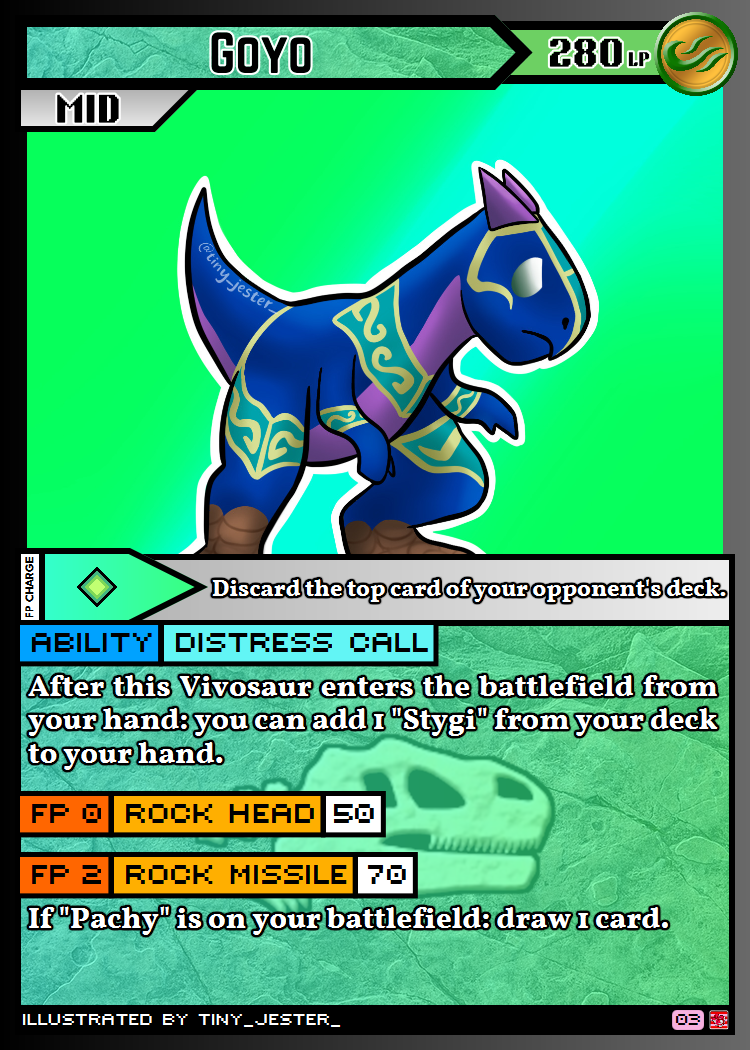 Goyo
280 LP
MID
@tiny_jester_
FP CHARGE
Discard the top card of your opponent's deck.
ABILITY DISTRESS CALL
After this Vivosaur enters the battlefield from
your hand: you can add 1 "Stygi" from your deck
to your hand.
FP 0 ROCK HEAD 50
FP 2 ROCK MISSILE 70
If "Pachy" is on your battlefield: draw 1 card.
ILLUSTRATED BY TINY_JESTER_
03